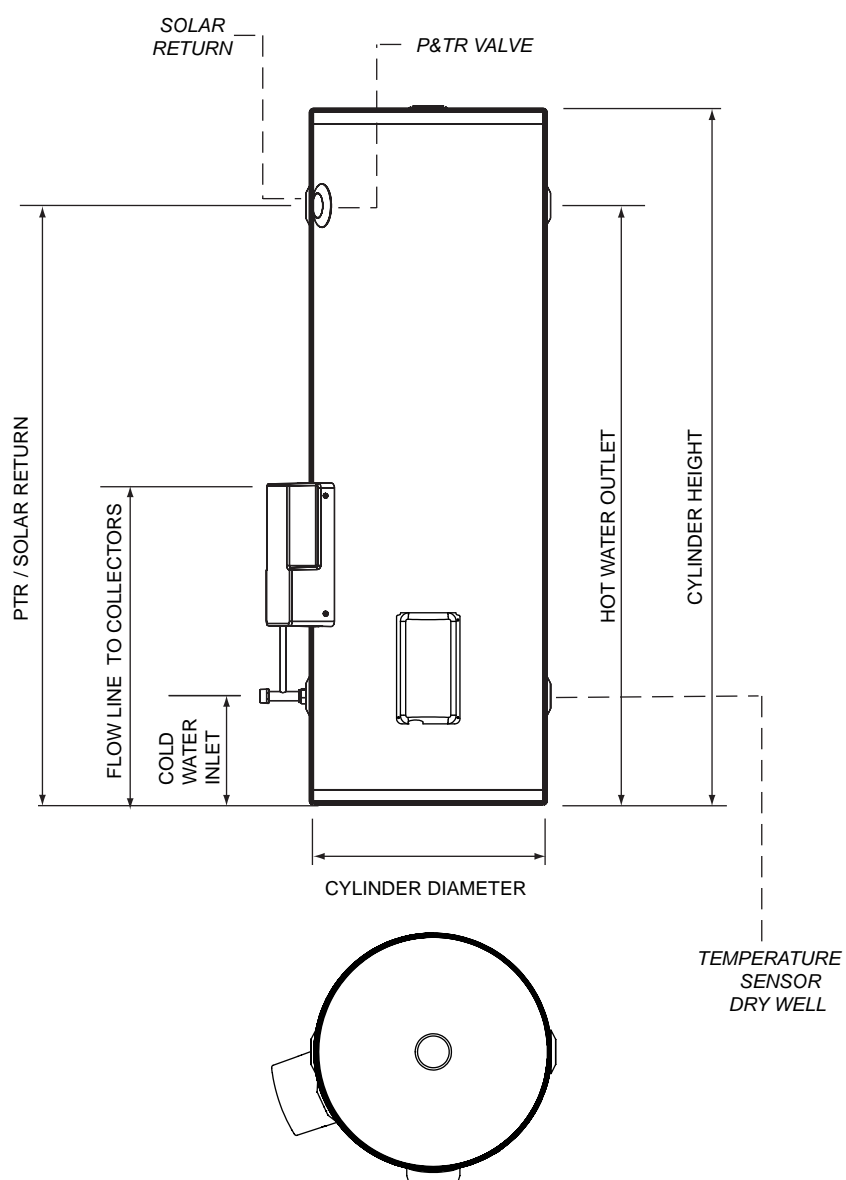 SOLAR
RETURN
P&TR VALVE
PTR / SOLAR RETURN
FLOW LINE TO COLLECTORS
COLD
WATER
INLET
HOT WATER OUTLET
CYLINDER HEIGHT
CYLINDER DIAMETER
TEMPERATURE
SENSOR
DRY WELL